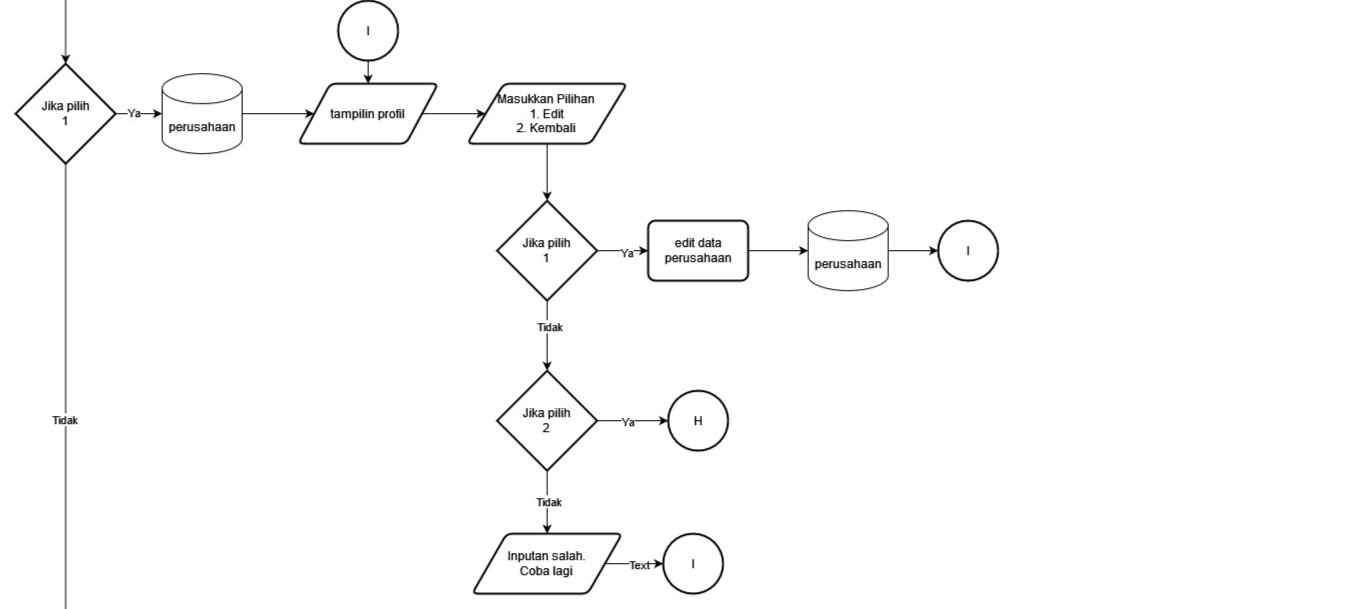 I
Jika pilih
1
Ya
perusahaan
tampilin profil
Masukkan Pilihan
1. Edit
2. Kembali
Jika pilih
1
Ya
edit data
perusahaan
perusahaan
I
Tidak
Jika pilih
2
Ya
H
Tidak
Tidak
Inputan salah.
Coba lagi
Text
I